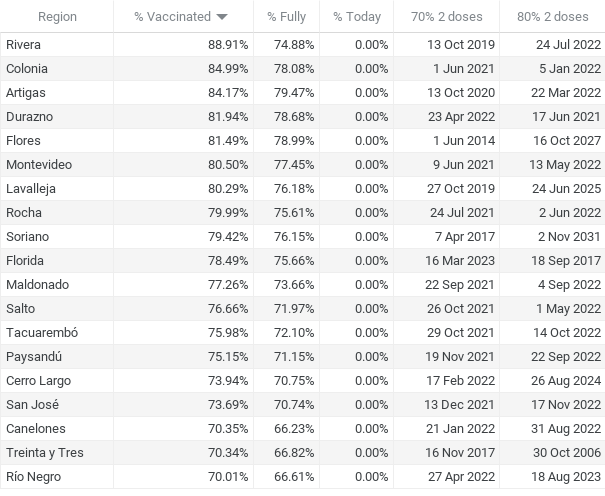 Region % Vaccinated % Fully % Today 70% 2 doses 80% 2 doses
Rivera 88.91% 74.88% 0.00% 13 Oct 2019 24 Jul 2022
Colonia 84.99% 78.08% 0.00% 1 Jun 2021 5 Jan 2022
Artigas 84.17% 79.47% 0.00% 13 Oct 2020 22 Mar 2022
Durazno 81.94% 78.68% 0.00% 23 Apr 2022 17 Jun 2021
Flores 81.49% 78.99% 0.00% 1 Jun 2014 16 Oct 2027
Montevideo 80.50% 77.45% 0.00% 9 Jun 2021 13 May 2022
Lavalleja 80.29% 76.18% 0.00% 27 Oct 2019 24 Jun 2025
Rocha 79.99% 75.61% 0.00% 24 Jul 2021 2 Jun 2022
Soriano 79.42% 76.15% 0.00% 7 Apr 2017 2 Nov 2031
Florida 78.49% 75.66% 0.00% 16 Mar 2023 18 Sep 2017
Maldonado 77.26% 73.66% 0.00% 22 Sep 2021 4 Sep 2022
Salto 76.66% 71.97% 0.00% 26 Oct 2021 1 May 2022
Tacuarembó 75.98% 72.10% 0.00% 29 Oct 2021 14 Oct 2022
Paysandú 75.15% 71.15% 0.00% 19 Nov 2021 22 Sep 2022
Cerro Largo 73.94% 70.75% 0.00% 17 Feb 2022 26 Aug 2024
San José 73.69% 70.74% 0.00% 13 Dec 2021 17 Nov 2022
Canelones 70.35% 66.23% 0.00% 21 Jan 2022 31 Aug 2022
Treinta y Tres 70.34% 66.82% 0.00% 16 Nov 2017 30 Oct 2006
Río Negro 70.01% 66.61% 0.00% 27 Apr 2022 18 Aug 2023